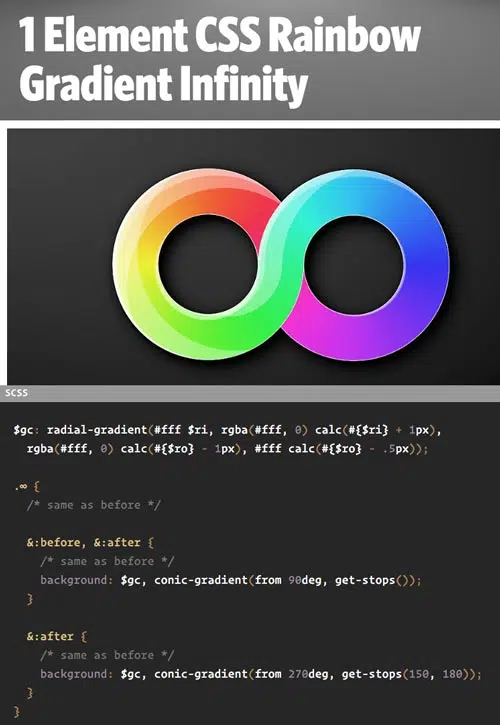 1 Element CSS Rainbow
Gradient Infinity
SCSS
$gc: radial-gradient(#fff $ri, rgba(#fff, 0) calc(#{$ri} + 1px),
rgba(#fff, 0) calc(#{$ro} - 1px), #fff calc(#{$ro} - .5px));
.∞ {
/* same as before */
&:before, &:after {
/* same as before */
background: $gc, conic-gradient(from 90deg, get-stops());
}
&:after {
/* same as before */
background: $gc, conic-gradient(from 270deg, get-stops(150, 180));
}
}